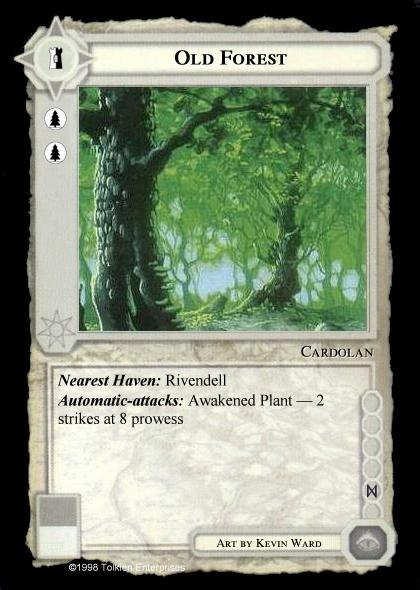 OLD FOREST
CARDOLAN
Nearest Haven: Rivendell
Automatic-attacks: Awakened Plant — 2
strikes at 8 prowess
ART BY KEVIN WARD
©1998 Tolkien Enterprises